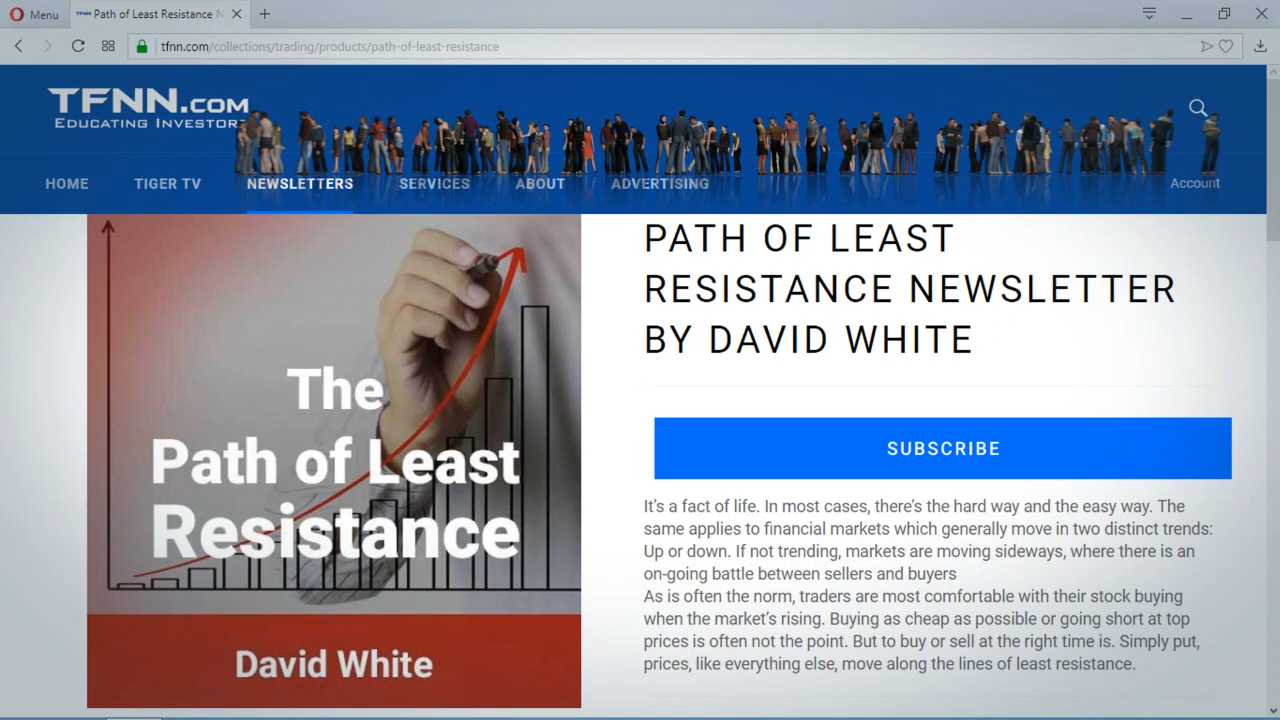 Menu
Path of Least Resistance N
tfnn.com/collections/trading/products/path-of-least-resistance
TFNN.COM
EDUCATING INVESTORS
HOME TIGER TV NEWSLETTERS SERVICES ABOUT ADVERTISING Account
The
Path of Least
Resistance
David White
PATH OF LEAST
RESISTANCE NEWSLETTER
BY DAVID WHITE
SUBSCRIBE
It’s a fact of life. In most cases, there’s the hard way and the easy way. The
same applies to financial markets which generally move in two distinct trends:
Up or down. If not trending, markets are moving sideways, where there is an
on-going battle between sellers and buyers
As is often the norm, traders are most comfortable with their stock buying
when the market’s rising. Buying as cheap as possible or going short at top
prices is often not the point. But to buy or sell at the right time is. Simply put,
prices, like everything else, move along the lines of least resistance.